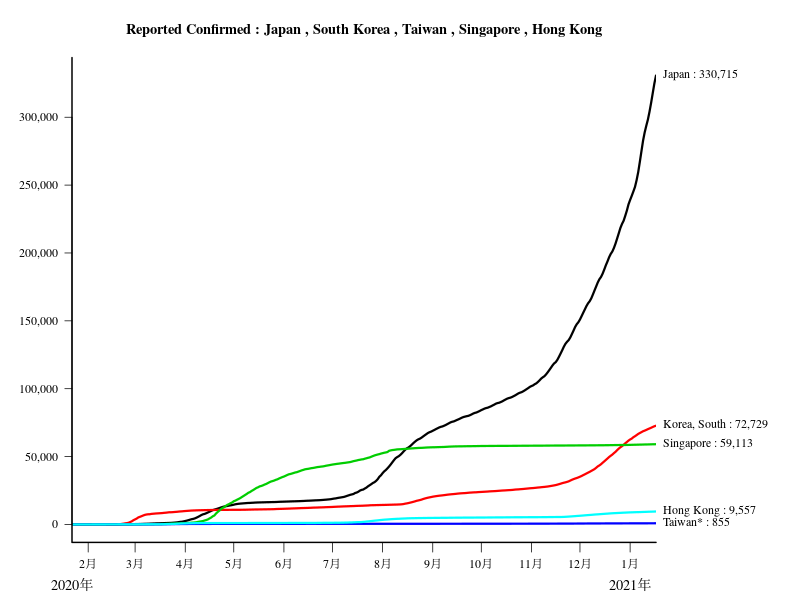 Reported Confirmed : Japan , South Korea , Taiwan , Singapore , Hong Kong
Japan : 330,715
300,000
250,000
200,000
150,000
100,000
50,000
0
Korea, South : 72,729
Singapore : 59,113
Hong Kong : 9,557
Taiwan* : 855
2月 3月 4月 5月 6月 7月 8月 9月 10月 11月 12月 1月
2020年 2021年